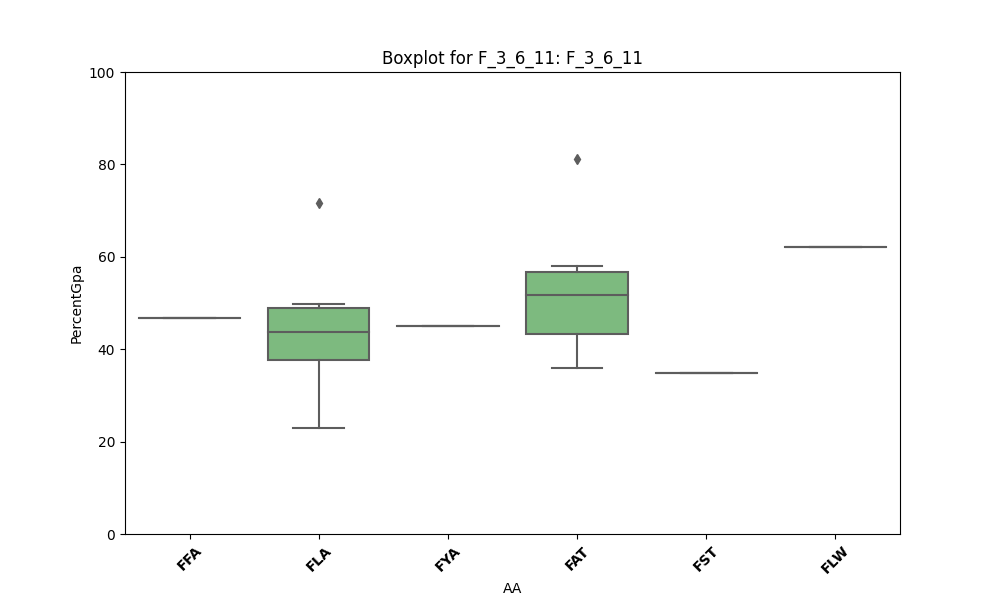 Boxplot for F_3_6_11: F_3_6_11
PercentGpa
100
80
60
40
20
0
FFA
FLA
FYA
FAT
FST
FLW
AA